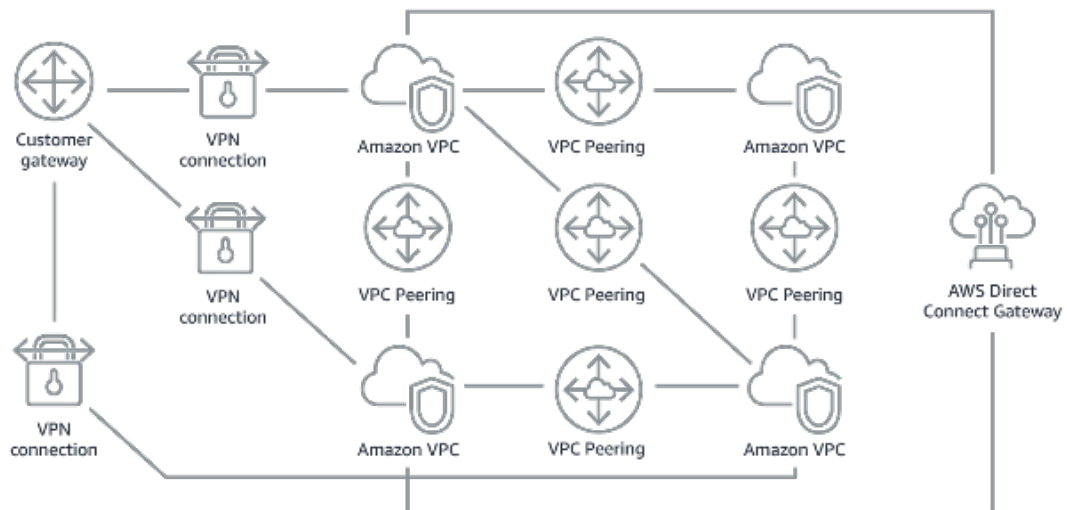 Customer
gateway
VPN
connection
Amazon VPC
VPC Peering
Amazon VPC
VPN
connection
VPC Peering
VPC Peering
VPC Peering
AWS Direct
Connect Gateway
VPN
connection
Amazon VPC
VPC Peering
Amazon VPC